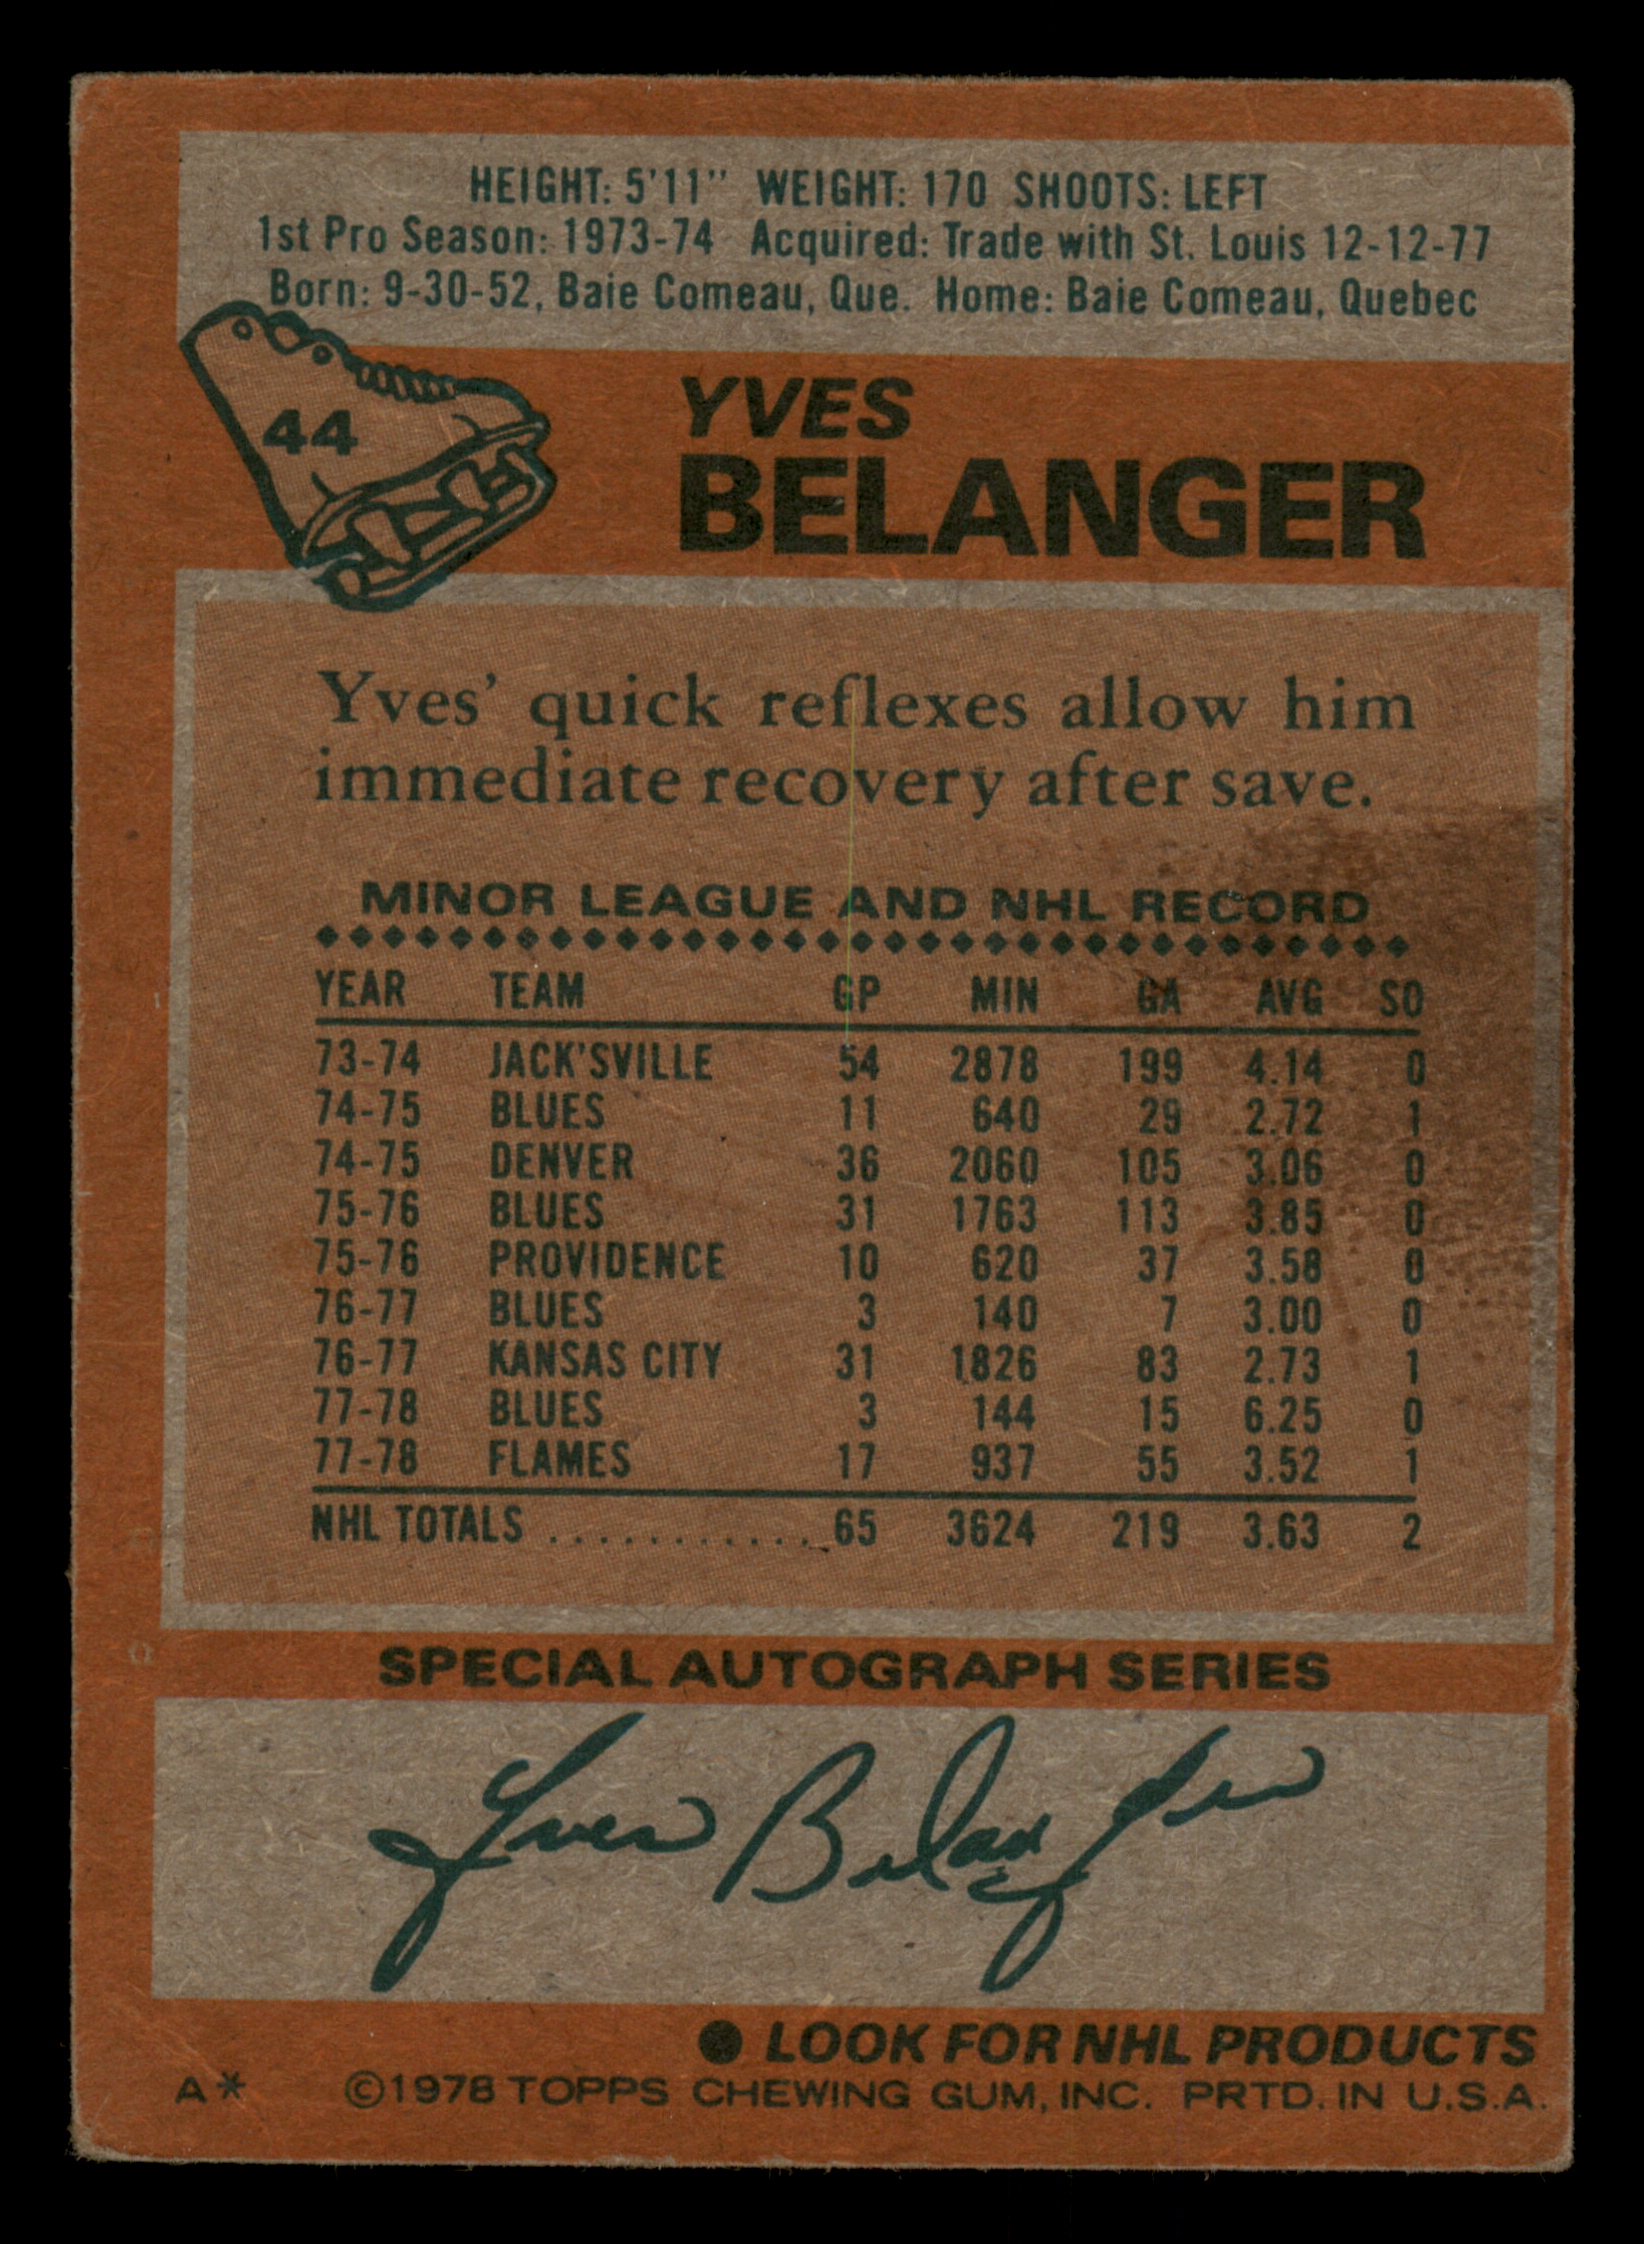 HEIGHT: 5'11" WEIGHT: 170 SHOOTS: LEFT
1st Pro Season: 1973-74 Acquired: Trade with St. Louis 12-12-77
Born: 9-30-52, Baie Comeau, Que. Home: Baie Comeau, Quebec
44
YVES
BELANGER
Yves' quick reflexes allow him
immediate recovery after save.
MINOR LEAGUE AND NHL RECORD
YEAR TEAM GP MIN GA AVG SO
73-74 JACK'SVILLE 54 2878 199 4.14 0
74-75 BLUES 11 640 29 2.72 1
74-75 DENVER 36 2060 105 3.06 0
75-76 BLUES 31 1763 113 3.85 0
75-76 PROVIDENCE 10 620 37 3.58 0
76-77 BLUES 3 140 7 3.00 0
76-77 KANSAS CITY 31 1826 83 2.73 1
77-78 BLUES 3 144 15 6.25 0
77-78 FLAMES 17 937 55 3.52 1
NHL TOTALS ............ 65 3624 219 3.63 2
SPECIAL AUTOGRAPH SERIES
Yves Belanger
● LOOK FOR NHL PRODUCTS
A* ©1978 TOPPS CHEWING GUM, INC. PRTD. IN U.S.A.